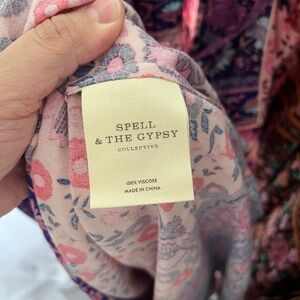 SPELL
& THE GYPSY
COLLECTIVE
100% VISCOSE
MADE IN CHINA